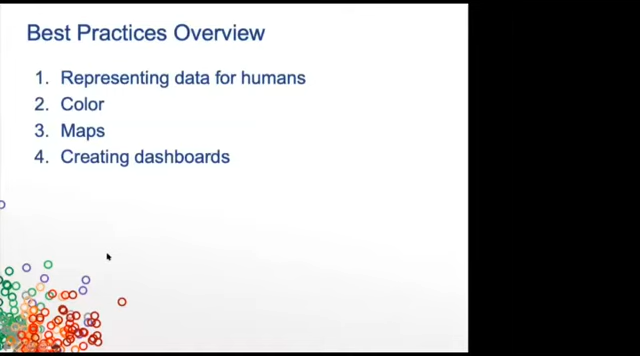 Best Practices Overview
1. Representing data for humans
2. Color
3. Maps
4. Creating dashboards